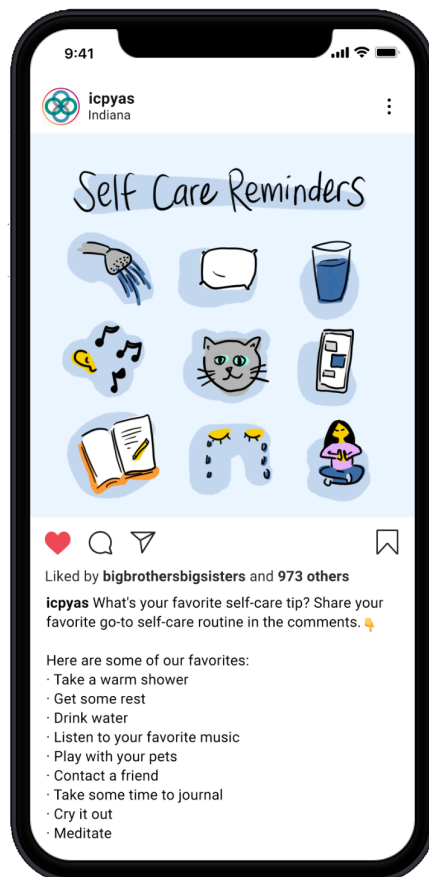 9:41
icpyas
Indiana
Self Care Reminders
Liked by bigbrothersbigsisters and 973 others
icpyas What's your favorite self-care tip? Share your
favorite go-to self-care routine in the comments.👇
Here are some of our favorites:
· Take a warm shower
· Get some rest
· Drink water
· Listen to your favorite music
· Play with your pets
· Contact a friend
· Take some time to journal
· Cry it out
· Meditate